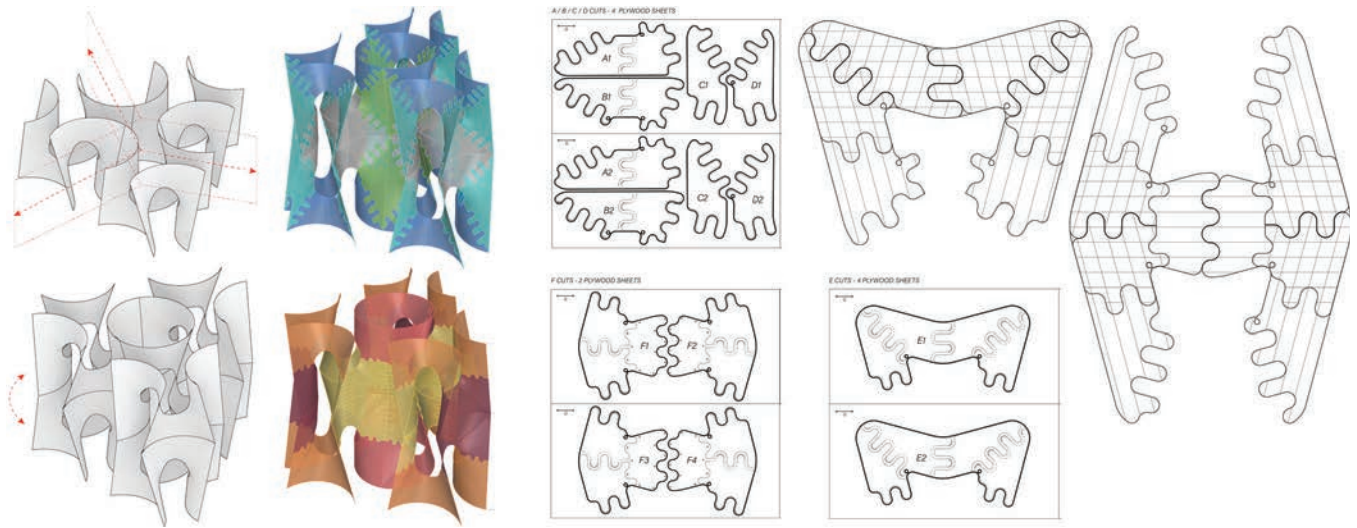 A / B / C / D CUTS - 4 PLYWOOD SHEETS
A1
B1
C1
D1
A2
B2
C2
D2
F CUTS - 2 PLYWOOD SHEETS
F1
F2
F3
F4
E CUTS - 4 PLYWOOD SHEETS
E1
E2